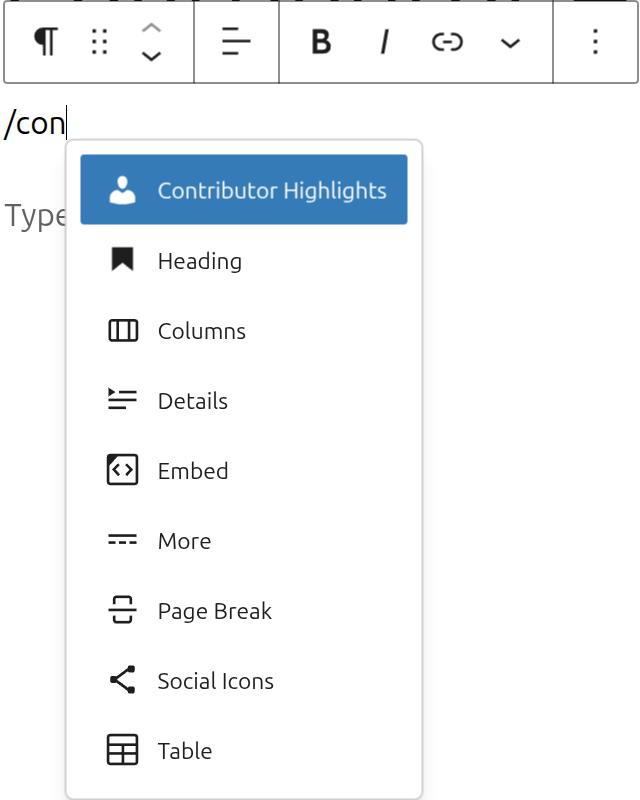 B I
/con
Type
Contributor Highlights
Heading
Columns
Details
Embed
More
Page Break
Social Icons
Table